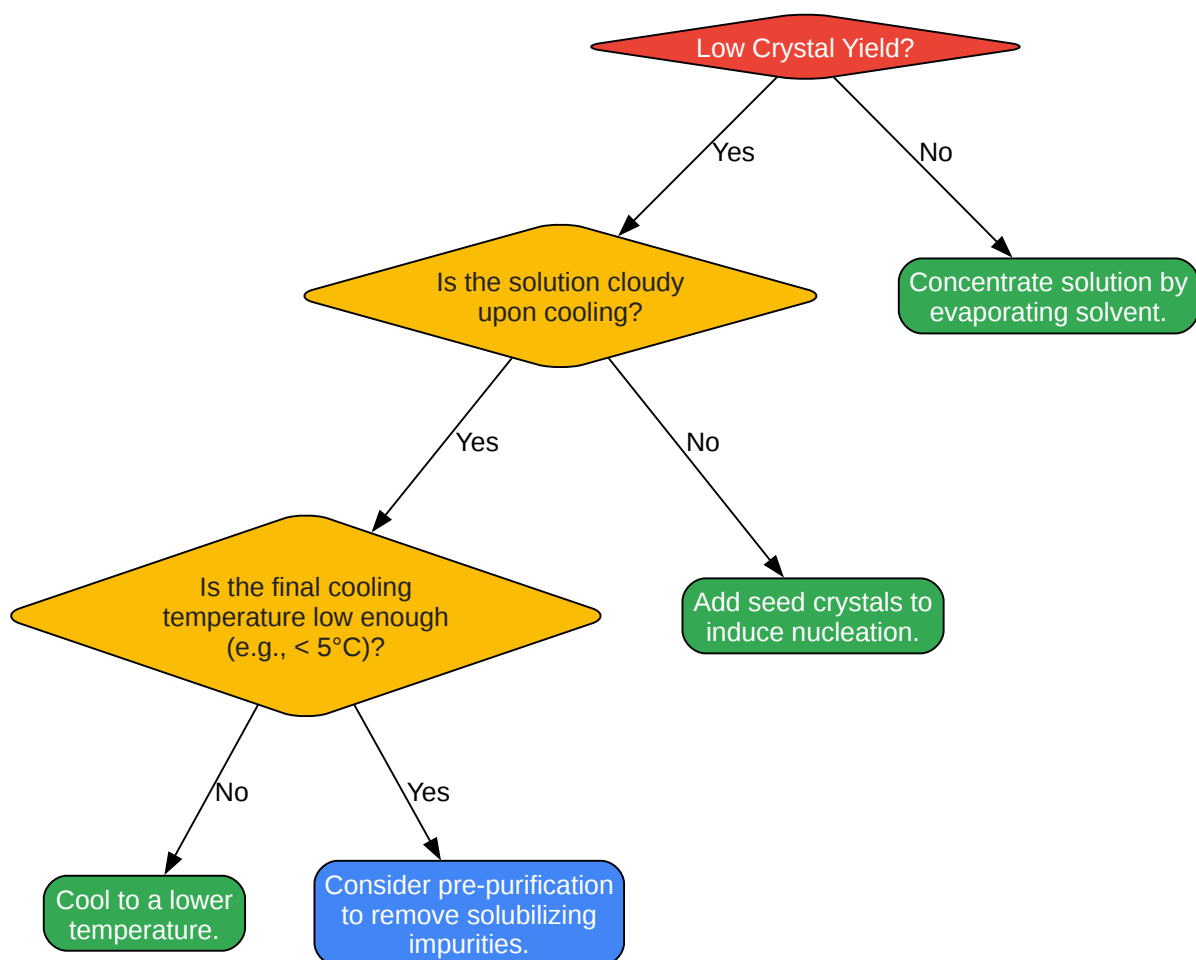 Low Crystal Yield?
Yes
No
Is the solution cloudy
upon cooling?
Concentrate solution by
evaporating solvent.
Yes
No
Is the final cooling
temperature low enough
(e.g., < 5°C)?
Add seed crystals to
induce nucleation.
No
Yes
Cool to a lower
temperature.
Consider pre-purification
to remove solubilizing
impurities.